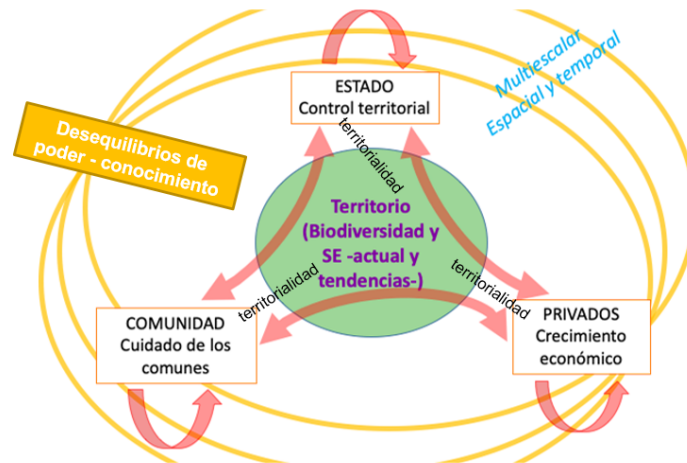 Multiescalar
Espacial y temporal
ESTADO
Control territorial
Desequilibrios de
poder - conocimiento
territorialidad
Territorio
(Biodiversidad y
SE -actual y
tendencias-)
territorialidad
territorialidad
COMUNIDAD
Cuidado de los
comunes
PRIVADOS
Crecimiento
económico